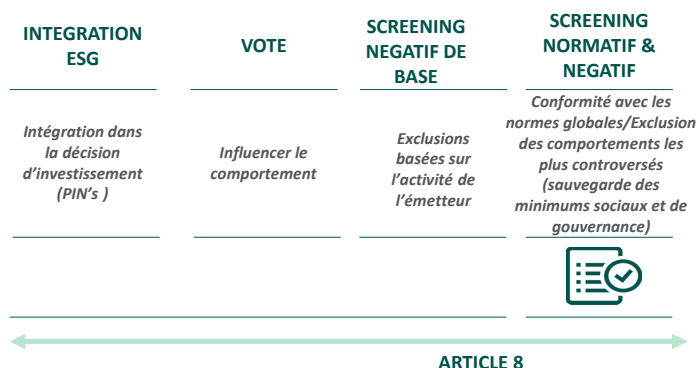 INTEGRATION
ESG
VOTE
SCREENING
NEGATIF DE
BASE
SCREENING
NORMATIF &
NEGATIF
Intégration dans
la décision
d'investissement
(PIN's )
Influencer le
comportement
Exclusions
basées sur
l'activité de
l'émetteur
Conformité avec les
normes globales/Exclusion
des comportements les
plus controversés
(sauvegarde des
minimums sociaux et de
gouvernance)
ARTICLE 8